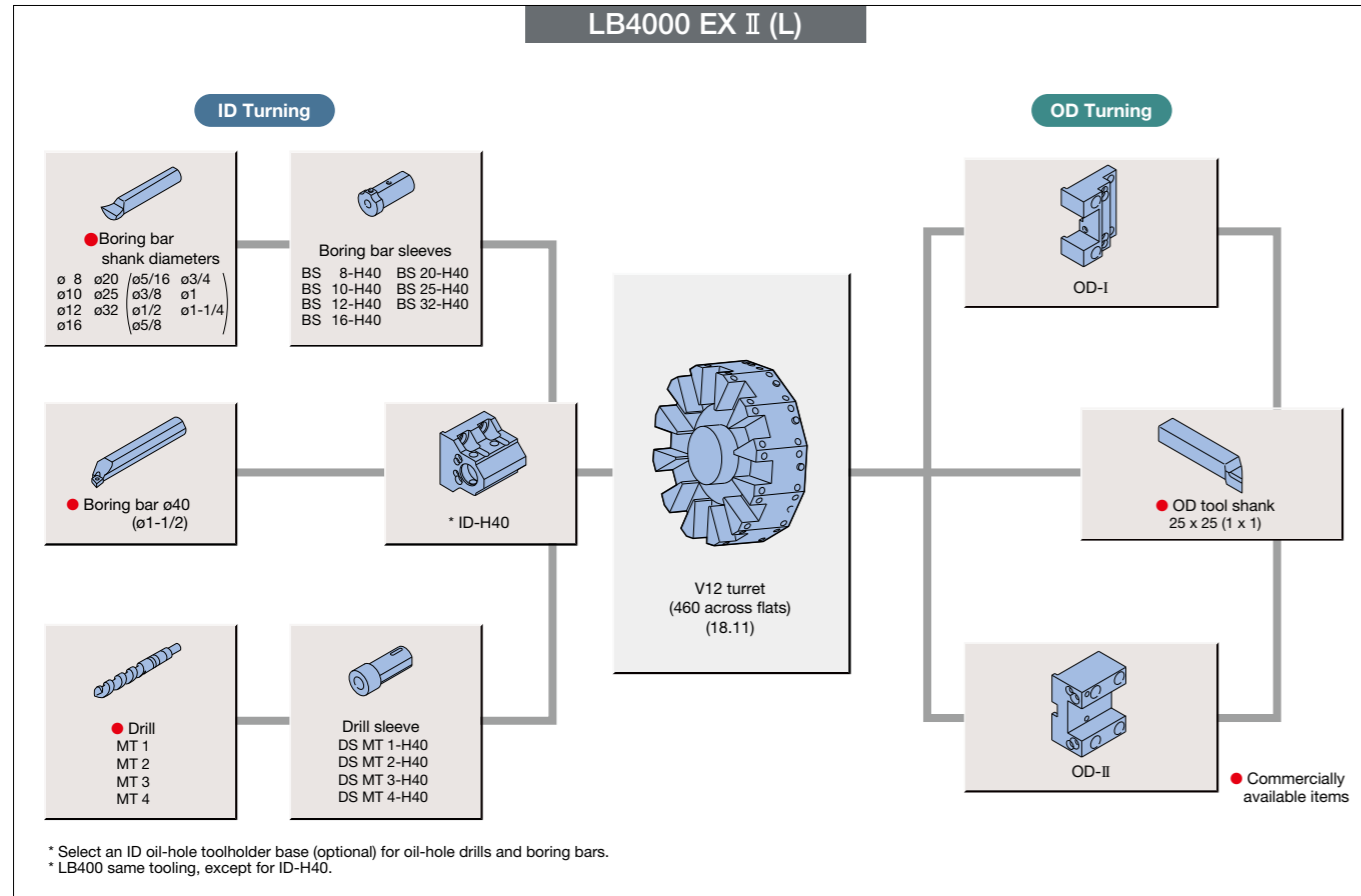 LB4000 EX Ⅱ (L)
ID Turning
OD Turning
Boring bar
shank diameters
ø 8 ø20 (ø5/16 ø3/4
ø10 ø25 ø3/8 ø1
ø12 ø32 ø1/2 ø1-1/4
ø16 ø5/8 )
Boring bar sleeves
BS 8-H40 BS 20-H40
BS 10-H40 BS 25-H40
BS 12-H40 BS 32-H40
BS 16-H40
Boring bar ø40
(ø1-1/2)
* ID-H40
Drill
MT 1
MT 2
MT 3
MT 4
Drill sleeve
DS MT 1-H40
DS MT 2-H40
DS MT 3-H40
DS MT 4-H40
V12 turret
(460 across flats)
(18.11)
OD-Ⅰ
OD tool shank
25 x 25 (1 x 1)
OD-Ⅱ
Commercially
available items
* Select an ID oil-hole toolholder base (optional) for oil-hole drills and boring bars.
* LB400 same tooling, except for ID-H40.